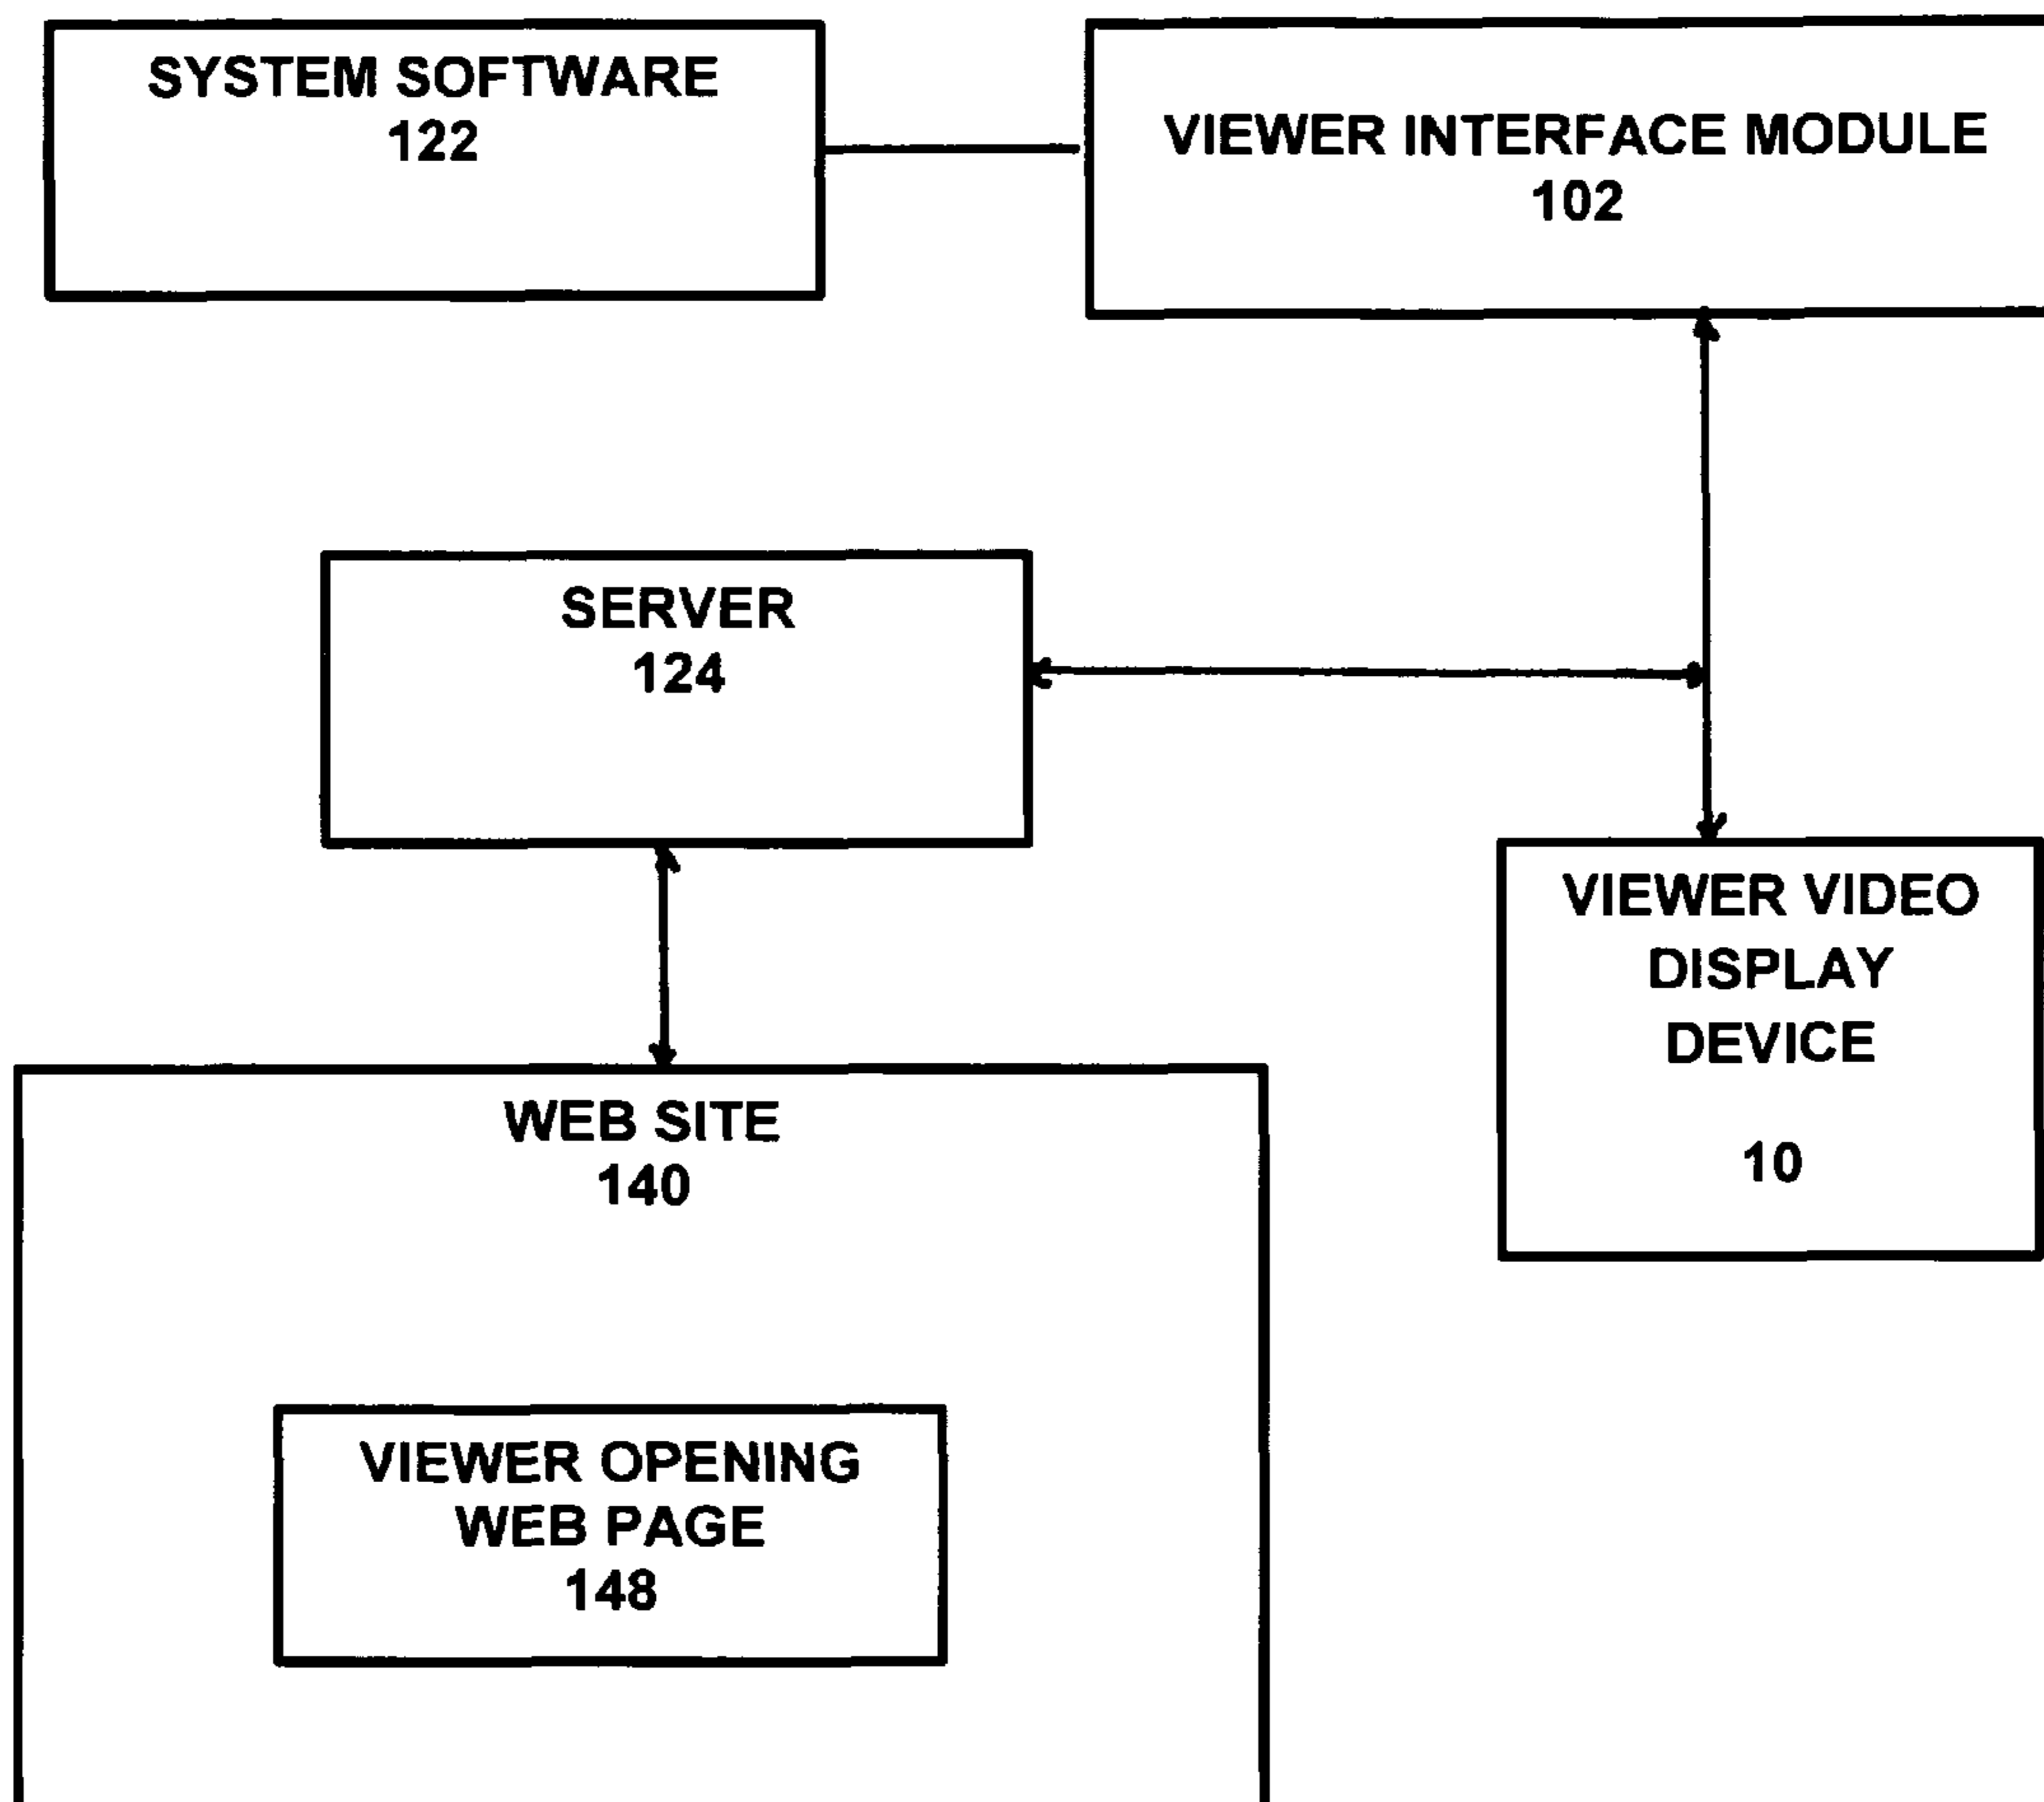 SYSTEM SOFTWARE
122
VIEWER INTERFACE MODULE
102
SERVER
124
VIEWER VIDEO
DISPLAY
DEVICE
10
WEB SITE
140
VIEWER OPENING
WEB PAGE
148